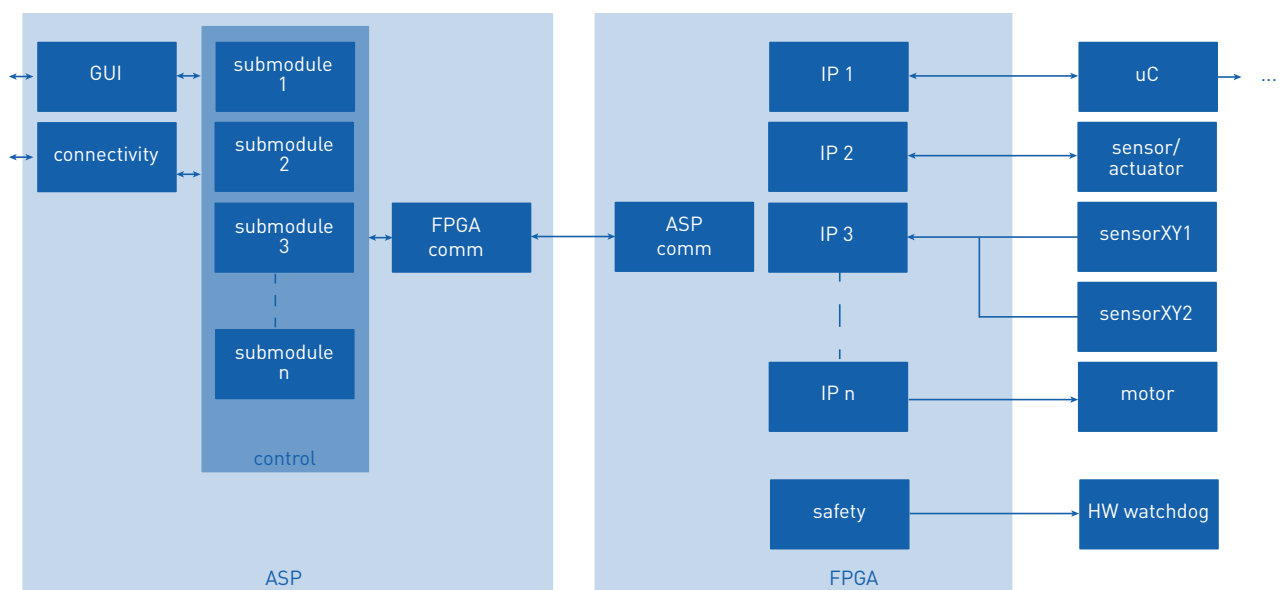 GUI
connectivity
submodule
1
submodule
2
submodule
3
submodule
n
control
FPGA
comm
ASP
ASP
comm
IP 1
IP 2
IP 3
IP n
safety
FPGA
uC
...
sensor/
actuator
sensorXY1
sensorXY2
motor
HW watchdog